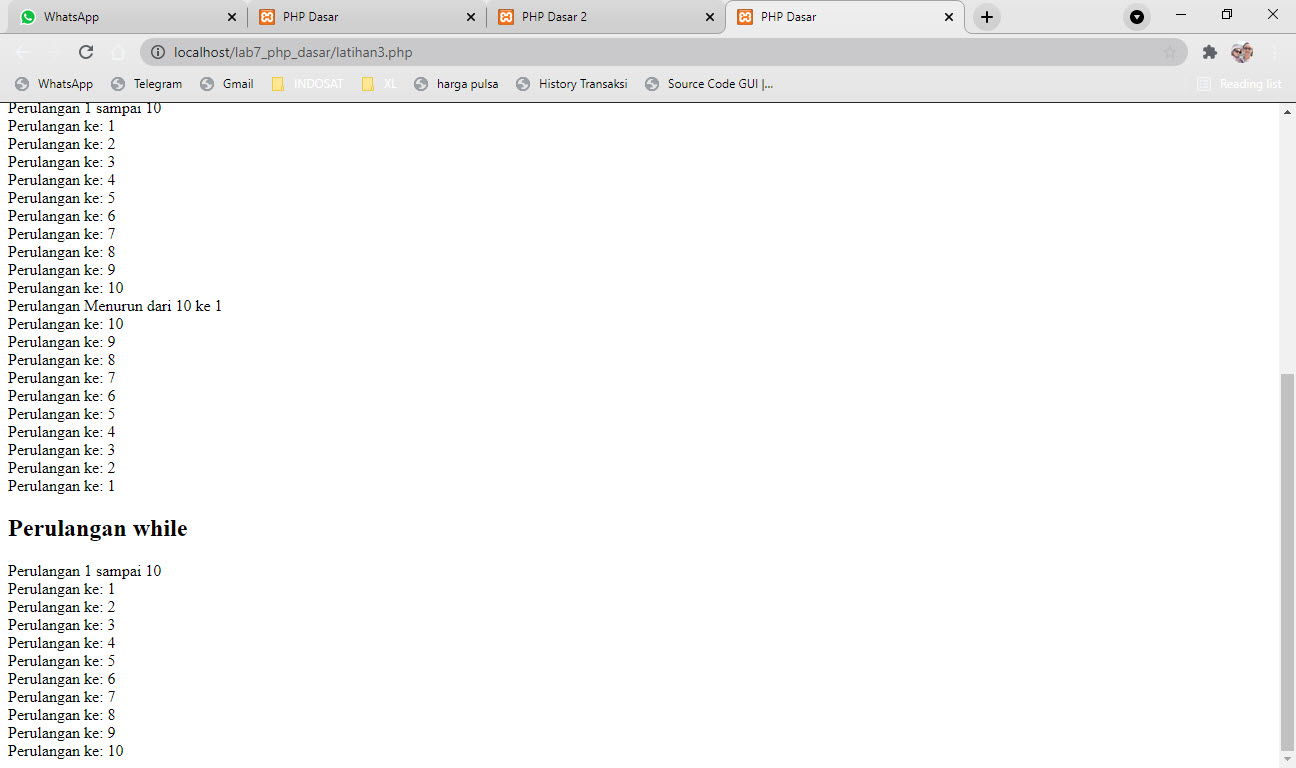 WhatsApp
PHP Dasar
PHP Dasar 2
PHP Dasar
localhost/lab7_php_dasar/latihan3.php
WhatsApp Telegram Gmail INDOSAT XL harga pulsa History Transaksi Source Code GUI |... Reading list
Perulangan 1 sampai 10
Perulangan ke: 1
Perulangan ke: 2
Perulangan ke: 3
Perulangan ke: 4
Perulangan ke: 5
Perulangan ke: 6
Perulangan ke: 7
Perulangan ke: 8
Perulangan ke: 9
Perulangan ke: 10
Perulangan Menurun dari 10 ke 1
Perulangan ke: 10
Perulangan ke: 9
Perulangan ke: 8
Perulangan ke: 7
Perulangan ke: 6
Perulangan ke: 5
Perulangan ke: 4
Perulangan ke: 3
Perulangan ke: 2
Perulangan ke: 1
Perulangan while
Perulangan 1 sampai 10
Perulangan ke: 1
Perulangan ke: 2
Perulangan ke: 3
Perulangan ke: 4
Perulangan ke: 5
Perulangan ke: 6
Perulangan ke: 7
Perulangan ke: 8
Perulangan ke: 9
Perulangan ke: 10